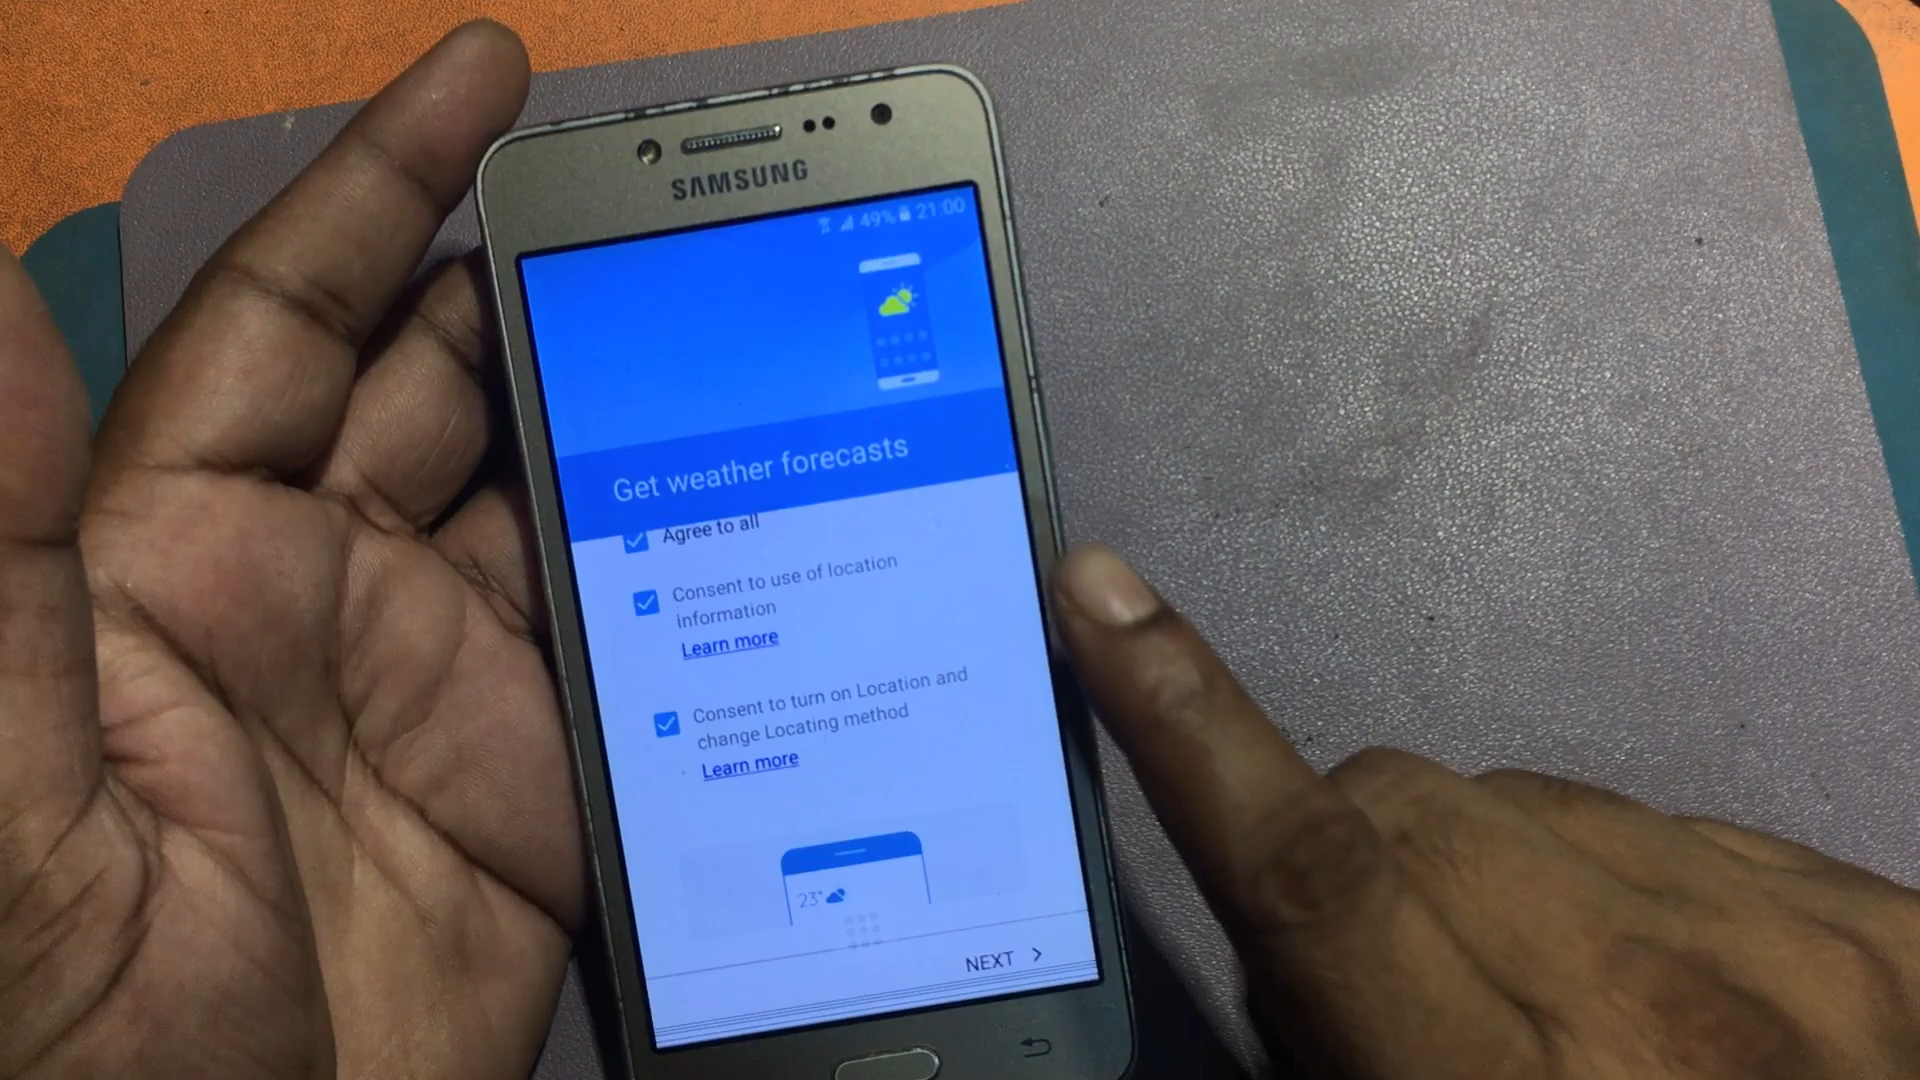 SAMSUNG
49% 21:00
Get weather forecasts
Agree to all
Consent to use of location
information
Learn more
Consent to turn on Location and
change Locating method
Learn more
23°
NEXT >